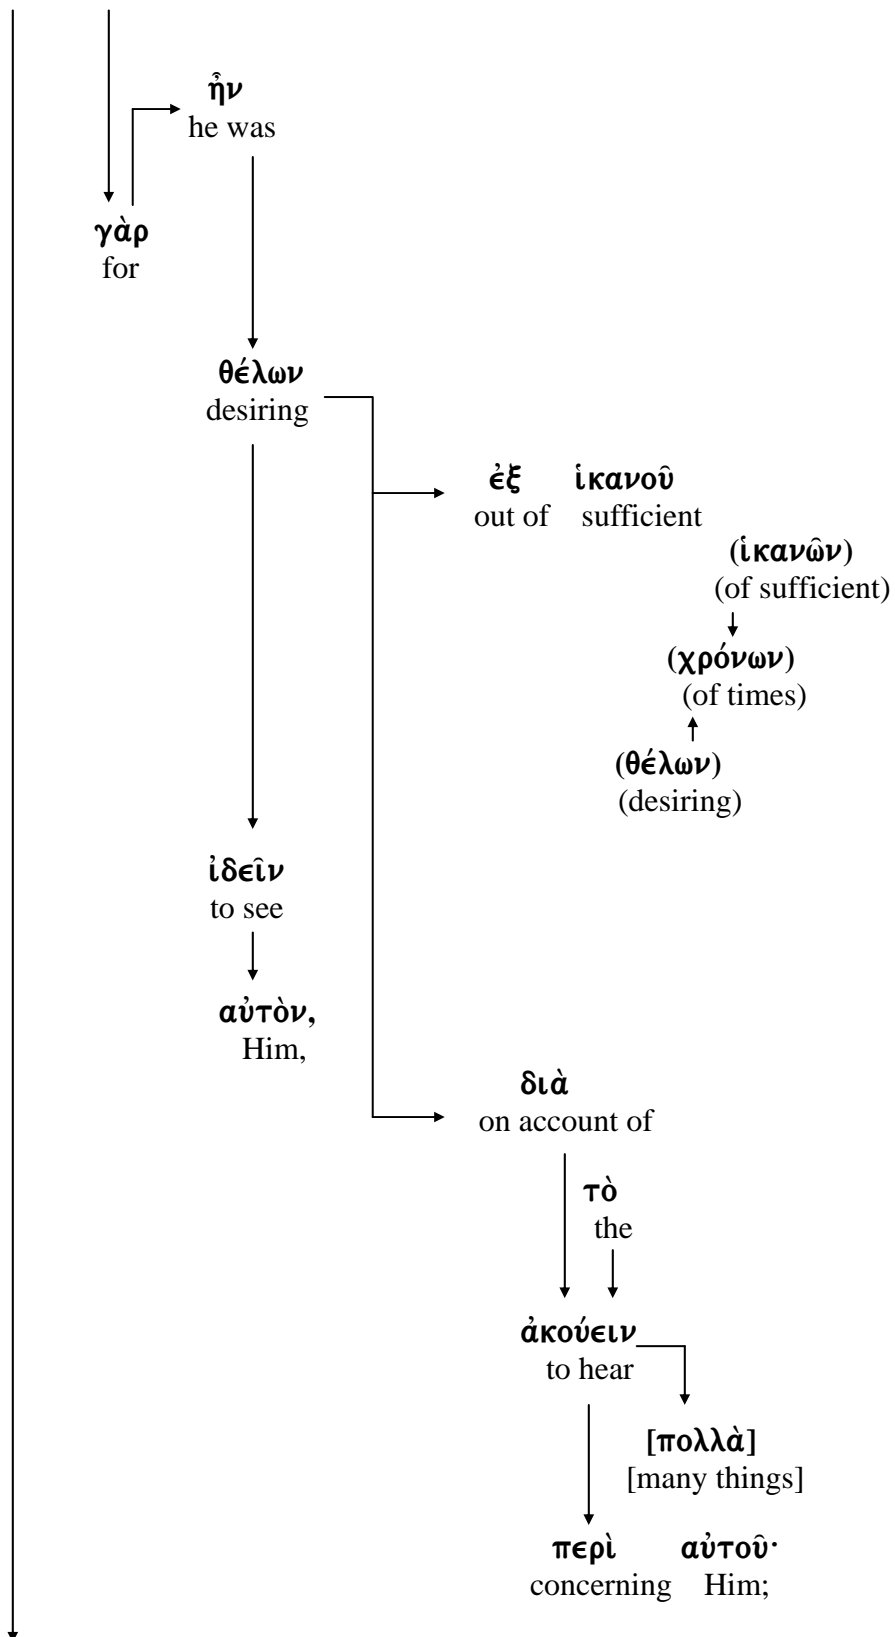 ἦν
he was
γὰρ
for
θέλων
desiring
ἐξ ἱκανοῦ
out of sufficient
(ἱκανῶν)
(of sufficient)
(χρόνων)
(of times)
(θέλων)
(desiring)
ἰδεῖν
to see
αὐτὸν,
Him,
διὰ
on account of
τὸ
the
ἀκούειν
to hear
[πολλὰ]
[many things]
περὶ αὐτοῦ·
concerning Him;